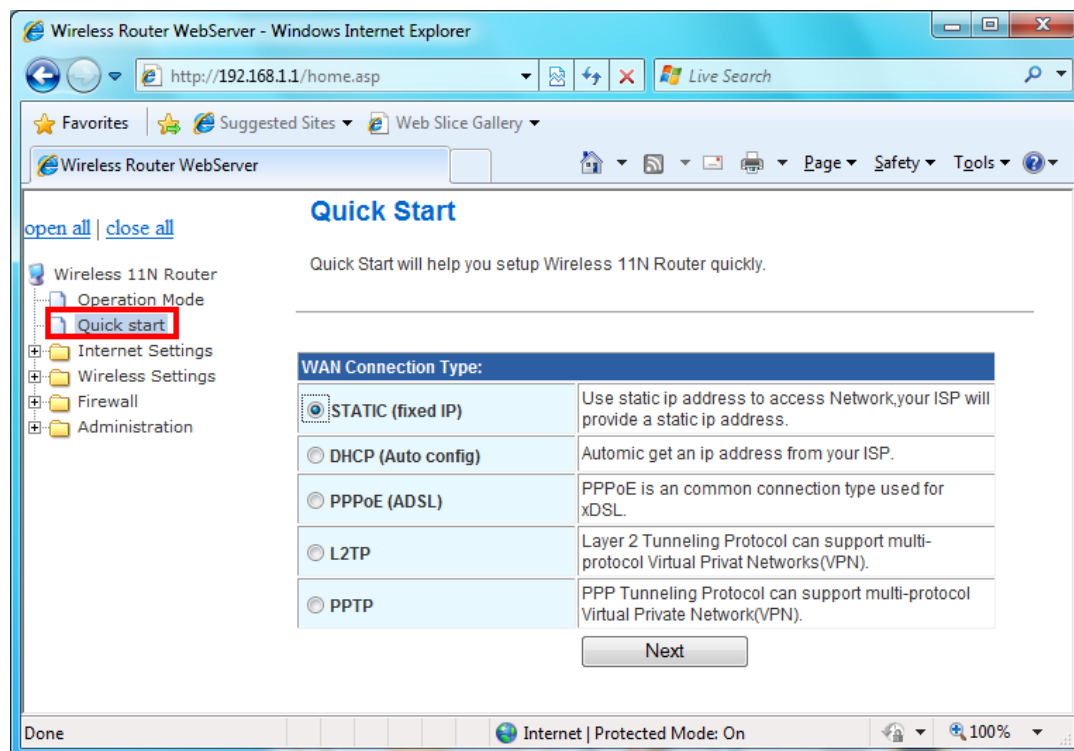 Wireless Router WebServer - Windows Internet Explorer
http://192.168.1.1/home.asp
Live Search
Favorites
Suggested Sites
Web Slice Gallery
Wireless Router WebServer
Page
Safety
Tools
open all | close all
Wireless 11N Router
Operation Mode
Quick start
Internet Settings
Wireless Settings
Firewall
Administration
Quick Start
Quick Start will help you setup Wireless 11N Router quickly.
WAN Connection Type:
STATIC (fixed IP)
Use static ip address to access Network,your ISP will
provide a static ip address.
DHCP (Auto config)
Automic get an ip address from your ISP.
PPPoE (ADSL)
PPPoE is an common connection type used for
xDSL.
L2TP
Layer 2 Tunneling Protocol can support multi-
protocol Virtual Privat Networks(VPN).
PPTP
PPP Tunneling Protocol can support multi-protocol
Virtual Private Network(VPN).
Next
Done
Internet | Protected Mode: On
100%